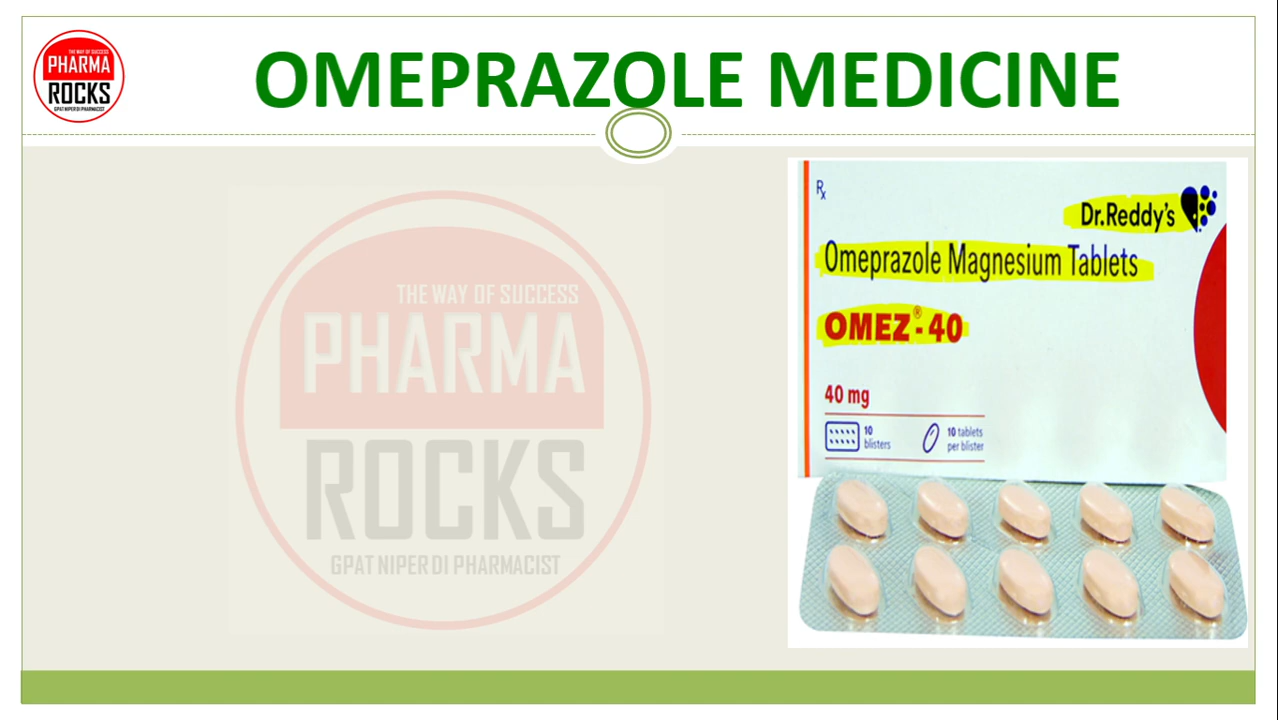 THE WAY OF SUCCESS
PHARMA
ROCKS
GPAT NIPER DI PHARMACIST
OMEPRAZOLE MEDICINE
THE WAY OF SUCCESS
PHARMA
ROCKS
GPAT NIPER DI PHARMACIST
Rx
Dr.Reddy's
Omeprazole Magnesium Tablets
OMEZ®-40
40 mg
10 blisters
10 tablets per blister